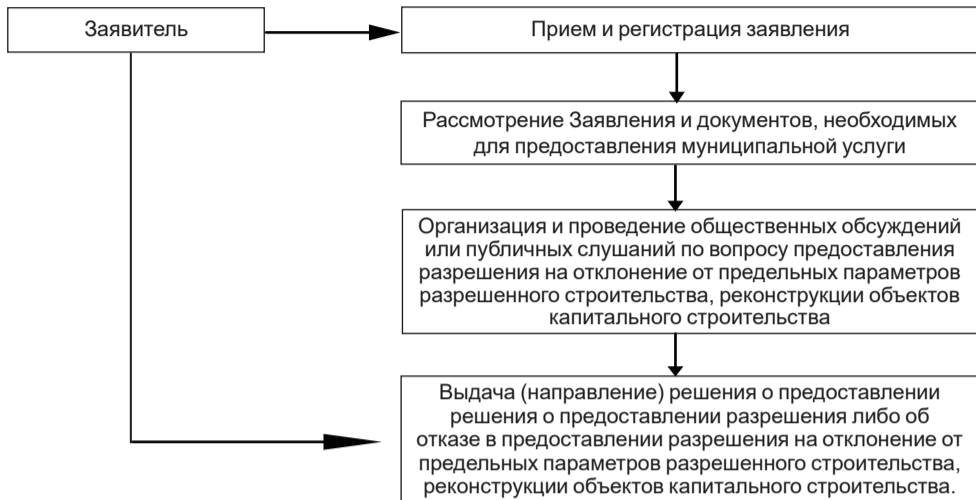 Заявитель
Прием и регистрация заявления
Рассмотрение Заявления и документов, необходимых
для предоставления муниципальной услуги
Организация и проведение общественных обсуждений
или публичных слушаний по вопросу предоставления
разрешения на отклонение от предельных параметров
разрешенного строительства, реконструкции объектов
капитального строительства
Выдача (направление) решения о предоставлении
решения о предоставлении разрешения либо об
отказе в предоставлении разрешения на отклонение от
предельных параметров разрешенного строительства,
реконструкции объектов капитального строительства.